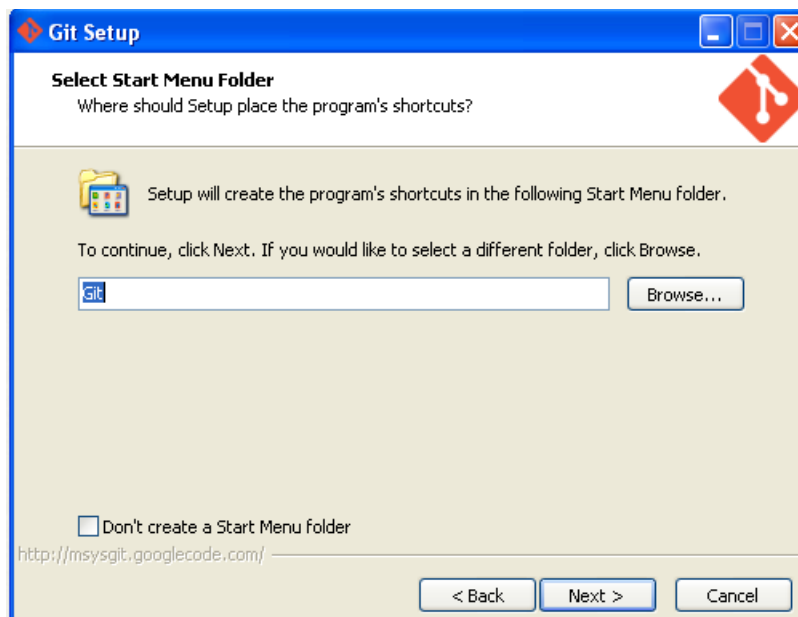 Git Setup
Select Start Menu Folder
Where should Setup place the program's shortcuts?
Setup will create the program's shortcuts in the following Start Menu folder.
To continue, click Next. If you would like to select a different folder, click Browse.
Git
Browse...
Don't create a Start Menu folder
http://msysgit.googlecode.com/
< Back
Next >
Cancel